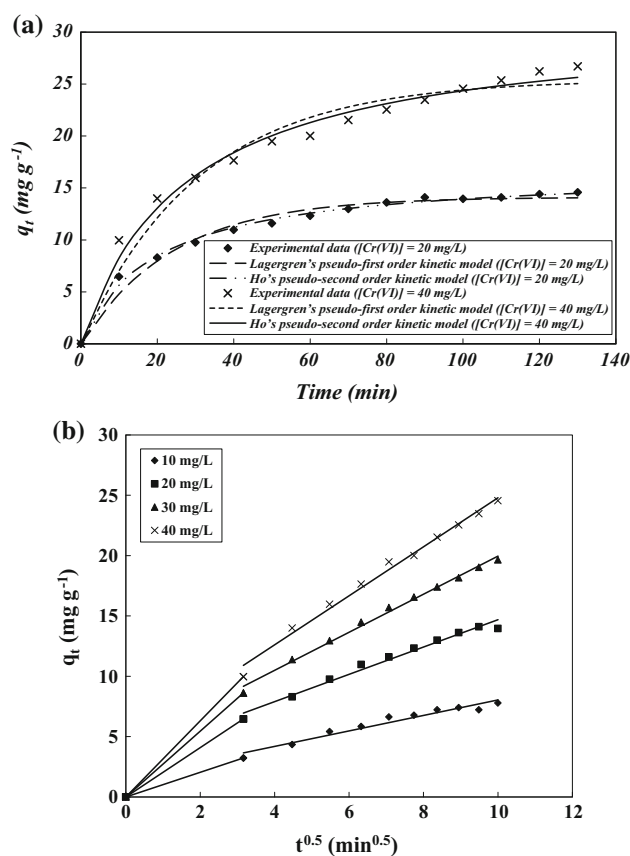 (a)
30
25
20
15
10
5
0
q_t (mg g^-1)
Experimental data ([Cr(VI)] = 20 mg/L)
Lagergren's pseudo-first order kinetic model ([Cr(VI)] = 20 mg/L)
Ho's pseudo-second order kinetic model ([Cr(VI)] = 20 mg/L)
Experimental data ([Cr(VI)] = 40 mg/L)
Lagergren's pseudo-first order kinetic model ([Cr(VI)] = 40 mg/L)
Ho's pseudo-second order kinetic model ([Cr(VI)] = 40 mg/L)
0 20 40 60 80 100 120 140
Time (min)
(b)
30
25
20
15
10
5
0
q_t (mg g^-1)
10 mg/L
20 mg/L
30 mg/L
40 mg/L
0 2 4 6 8 10 12
t^0.5 (min^0.5)